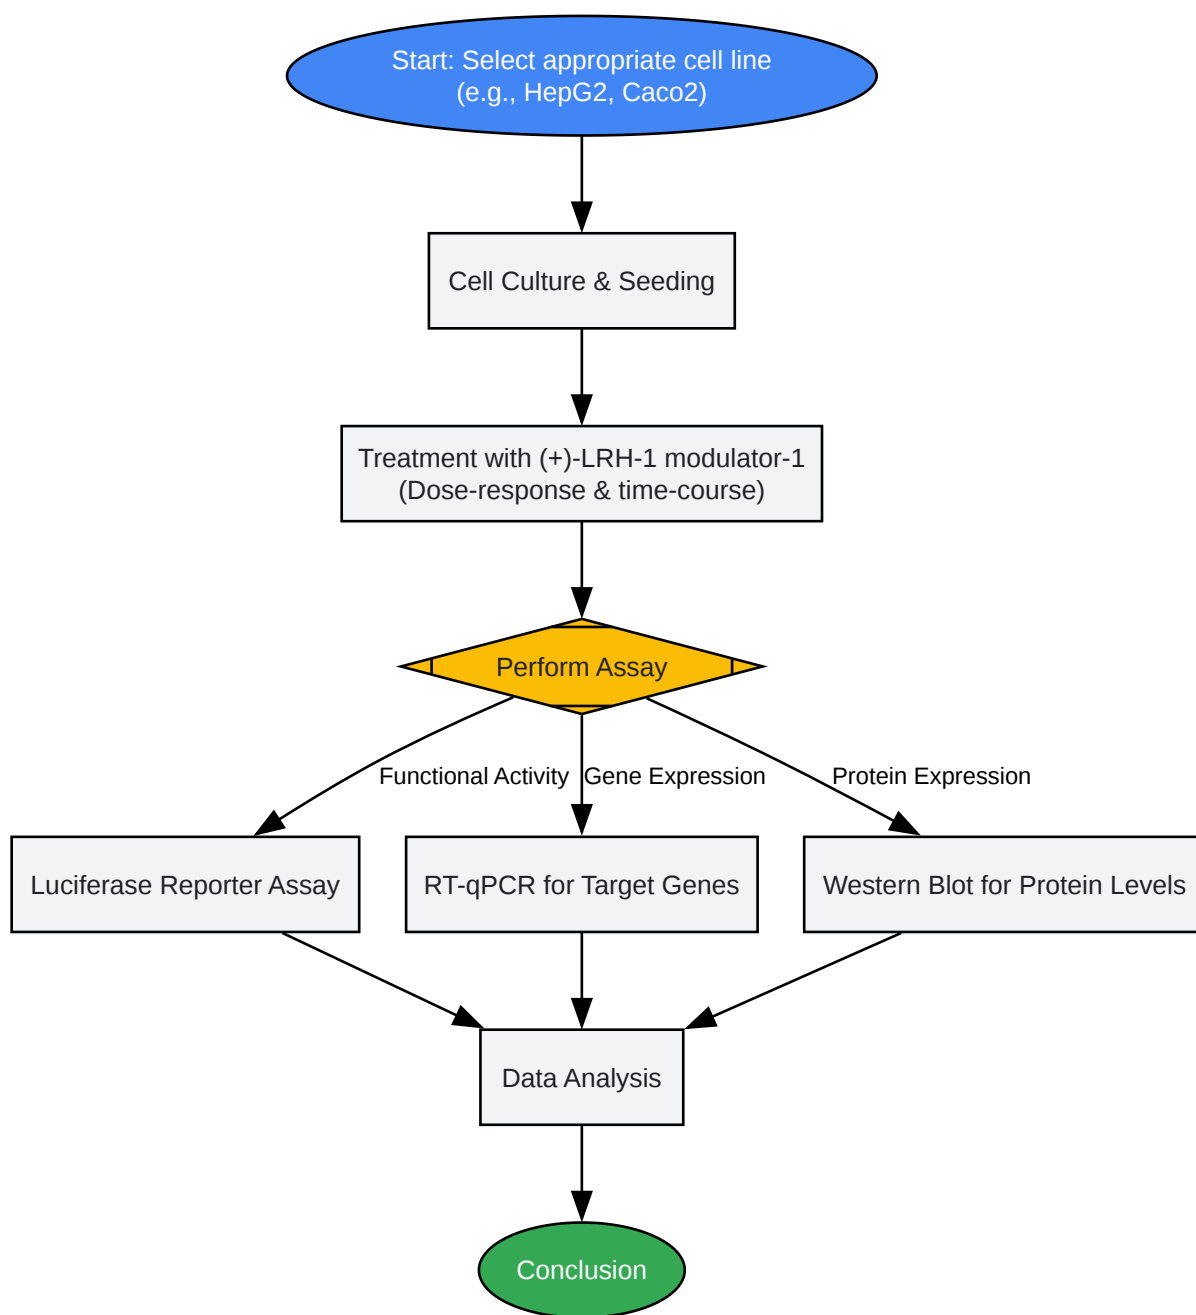 Start: Select appropriate cell line
(e.g., HepG2, Caco2)
Cell Culture & Seeding
Treatment with (+)-LRH-1 modulator-1
(Dose-response & time-course)
Perform Assay
Functional Activity
Gene Expression
Protein Expression
Luciferase Reporter Assay
RT-qPCR for Target Genes
Western Blot for Protein Levels
Data Analysis
Conclusion